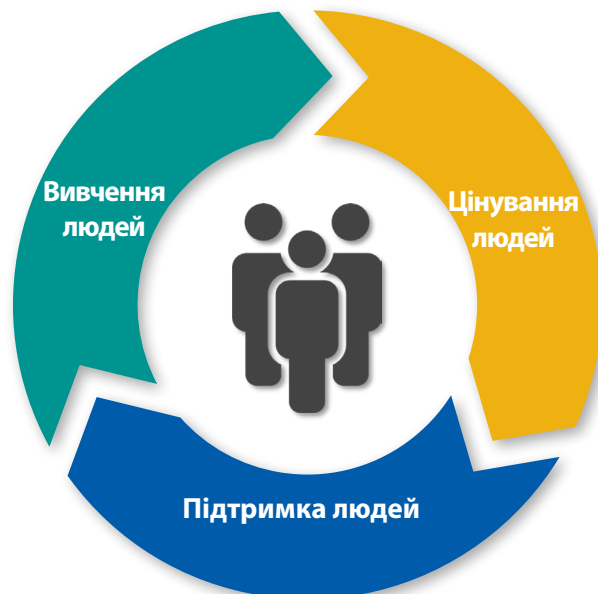 Вивчення
людей
Цінування
людей
Підтримка людей